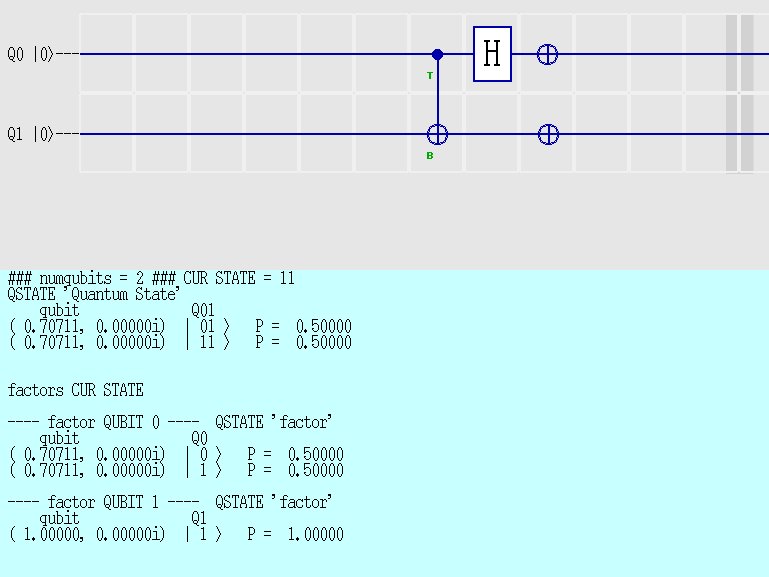 Q0 |0⟩---
H
T
Q1 |0⟩---
B
### numqubits = 2 ### CUR STATE = 11
QSTATE 'Quantum State'
qubit Q01
( 0.70711, 0.00000i) | 01 ⟩ P = 0.50000
( 0.70711, 0.00000i) | 11 ⟩ P = 0.50000
factors CUR STATE
---- factor QUBIT 0 ---- QSTATE 'factor'
qubit Q0
( 0.70711, 0.00000i) | 0 ⟩ P = 0.50000
( 0.70711, 0.00000i) | 1 ⟩ P = 0.50000
---- factor QUBIT 1 ---- QSTATE 'factor'
qubit Q1
( 1.00000, 0.00000i) | 1 ⟩ P = 1.00000